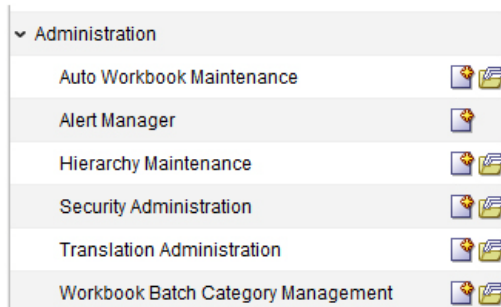 Administration
Auto Workbook Maintenance
Alert Manager
Hierarchy Maintenance
Security Administration
Translation Administration
Workbook Batch Category Management